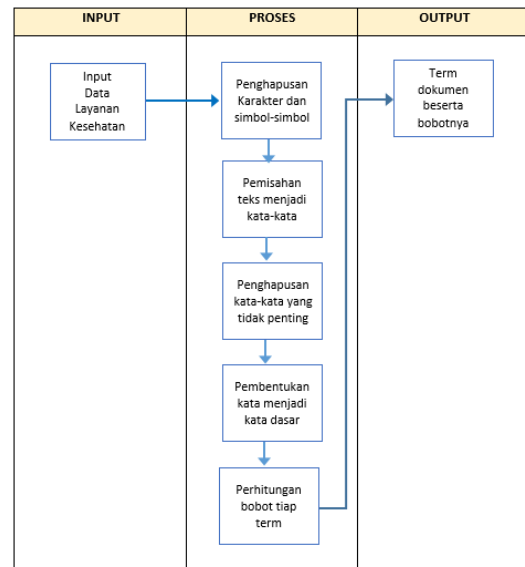 INPUT
PROSES
OUTPUT
Input
Data
Layanan
Kesehatan
Penghapusan
Karakter dan
simbol-simbol
Term
dokumen
beserta
bobotnya
Pemisahan
teks menjadi
kata-kata
Penghapusan
kata-kata yang
tidak penting
Pembentukan
kata menjadi
kata dasar
Perhitungan
bobot tiap
term